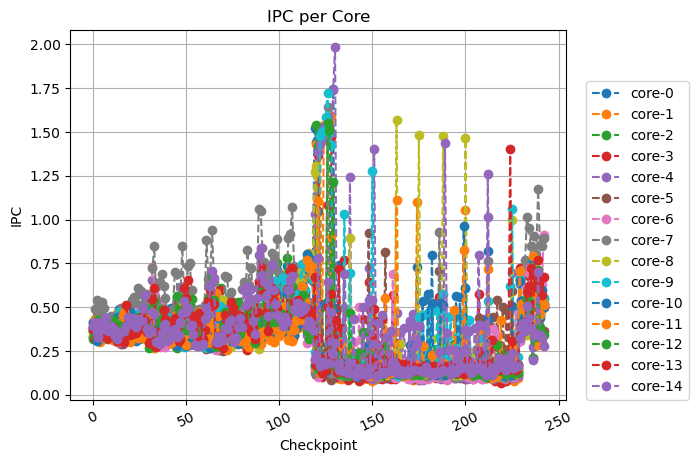 IPC per Core
IPC
2.00
1.75
1.50
1.25
1.00
0.75
0.50
0.25
0.00
0
50
100
150
200
250
Checkpoint
core-0
core-1
core-2
core-3
core-4
core-5
core-6
core-7
core-8
core-9
core-10
core-11
core-12
core-13
core-14